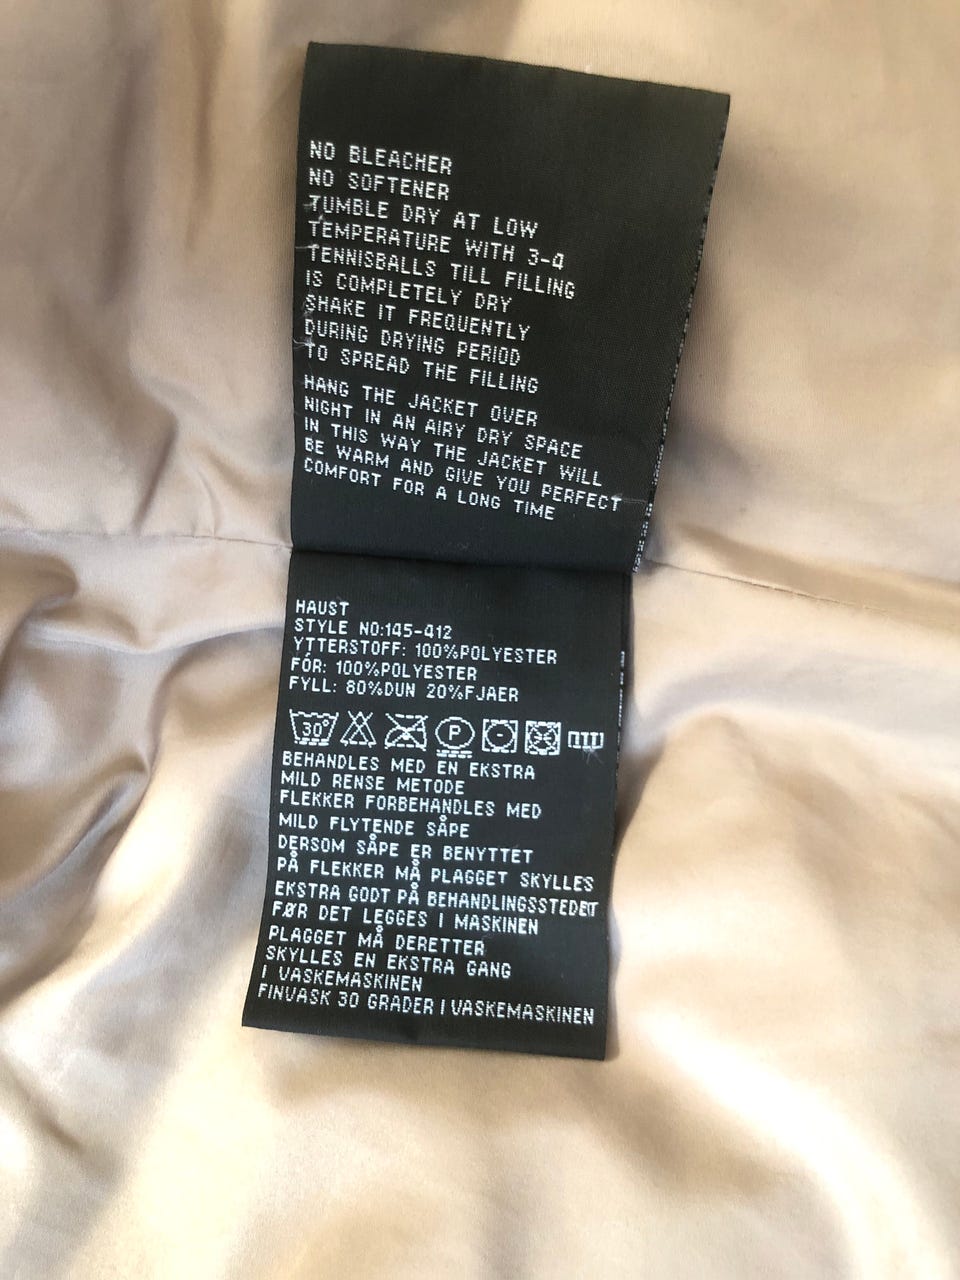 NO BLEACHER
NO SOFTENER
TUMBLE DRY AT LOW
TEMPERATURE WITH 3-4
TENNISBALLS TILL FILLING
IS COMPLETELY DRY
SHAKE IT FREQUENTLY
DURING DRYING PERIOD
TO SPREAD THE FILLING
HANG THE JACKET OVER
NIGHT IN AN AIRY DRY SPACE
IN THIS WAY THE JACKET WILL
BE WARM AND GIVE YOU PERFECT
COMFORT FOR A LONG TIME
HAUST
STYLE NO:145-412
YTTERSTOFF: 100%POLYESTER
FÓR: 100%POLYESTER
FYLL: 80%DUN 20%FJAER
30° P
BEHANDLES MED EN EKSTRA
MILD RENSE METODE
FLEKKER FORBEHANDLES MED
MILD FLYTENDE SÅPE
DERSOM SÅPE ER BENYTTET
PÅ FLEKKER MÅ PLAGGET SKYLLES
EKSTRA GODT PÅ BEHANDLINGSSTEDET
FØR DET LEGGES I MASKINEN
PLAGGET MÅ DERETTER
SKYLLES EN EKSTRA GANG
I VASKEMASKINEN
FINVASK 30 GRADER I VASKEMASKINEN